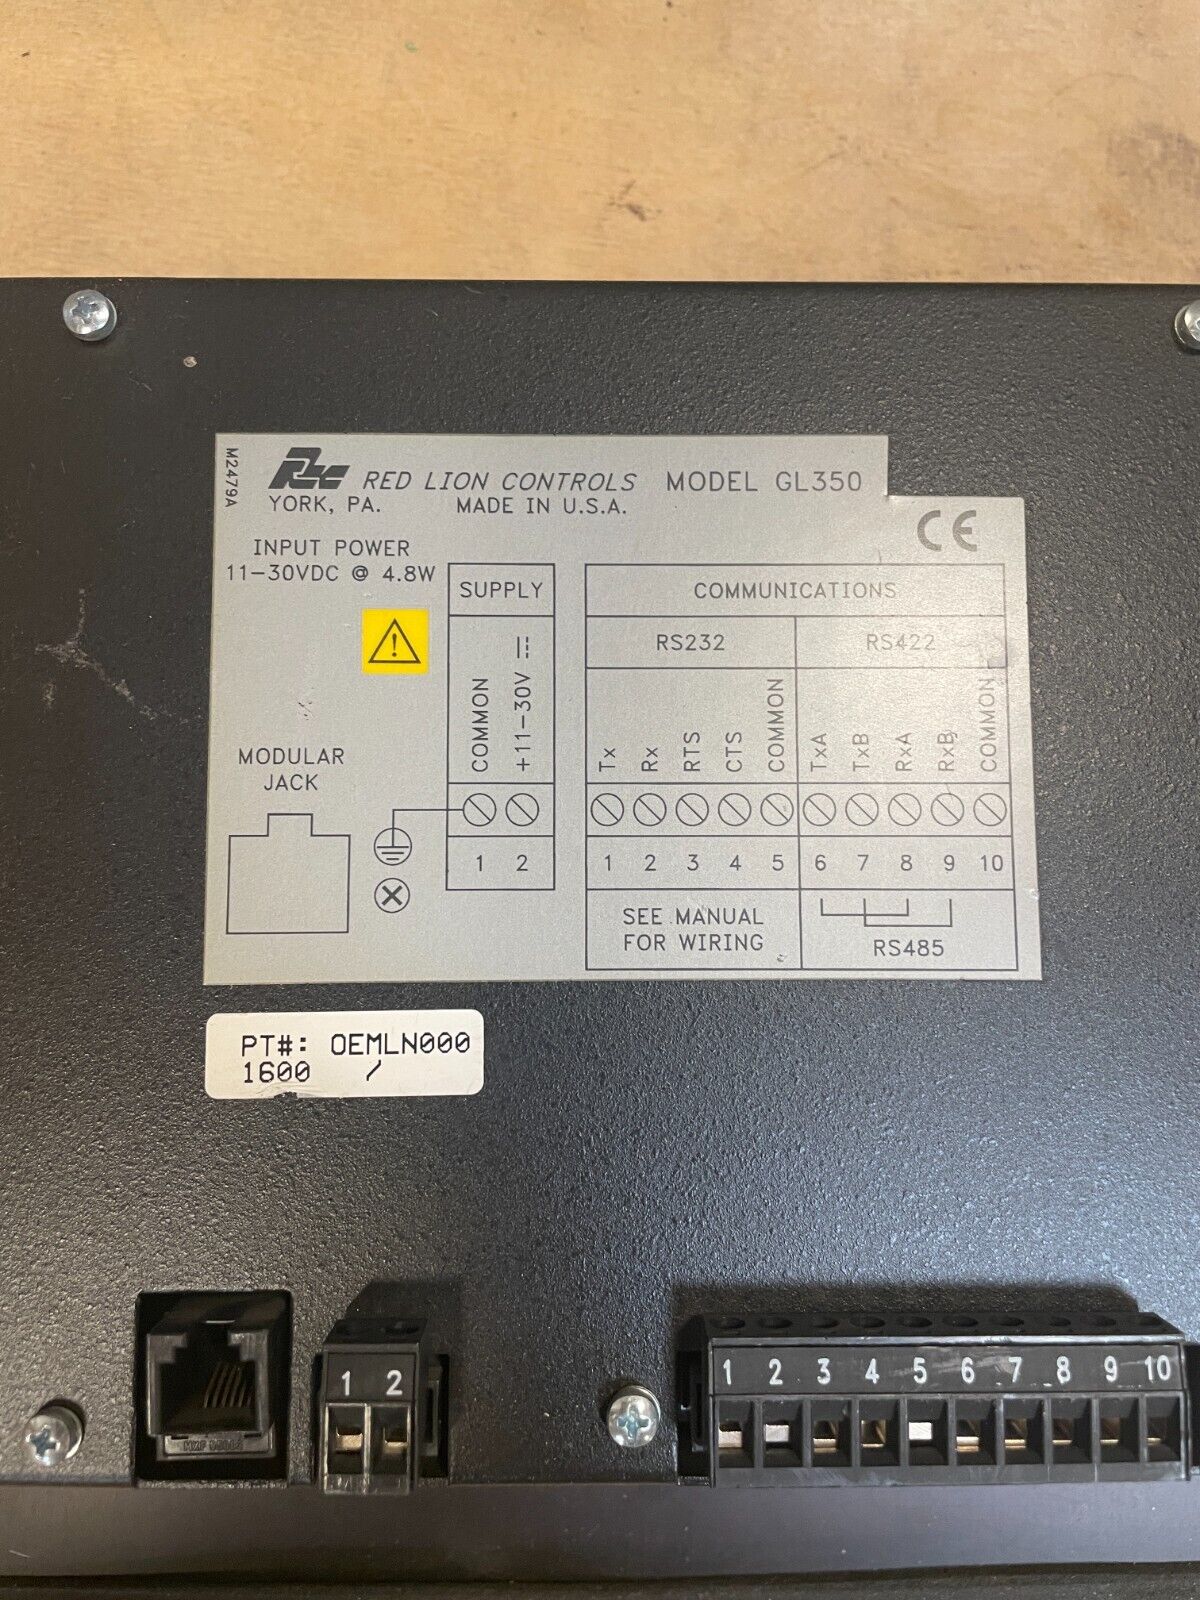 M2479A
RLC RED LION CONTROLS MODEL GL350
YORK, PA. MADE IN U.S.A.
CE
INPUT POWER
11-30VDC @ 4.8W
SUPPLY
COMMON
+11-30V
1 2
COMMUNICATIONS
RS232 RS422
Tx
Rx
RTS
CTS
COMMON
TxA
TxB
RxA
RxB
COMMON
1 2 3 4 5 6 7 8 9 10
SEE MANUAL
FOR WIRING
RS485
MODULAR
JACK
PT#: OEMLN000
1600 /
1 2
1 2 3 4 5 6 7 8 9 10